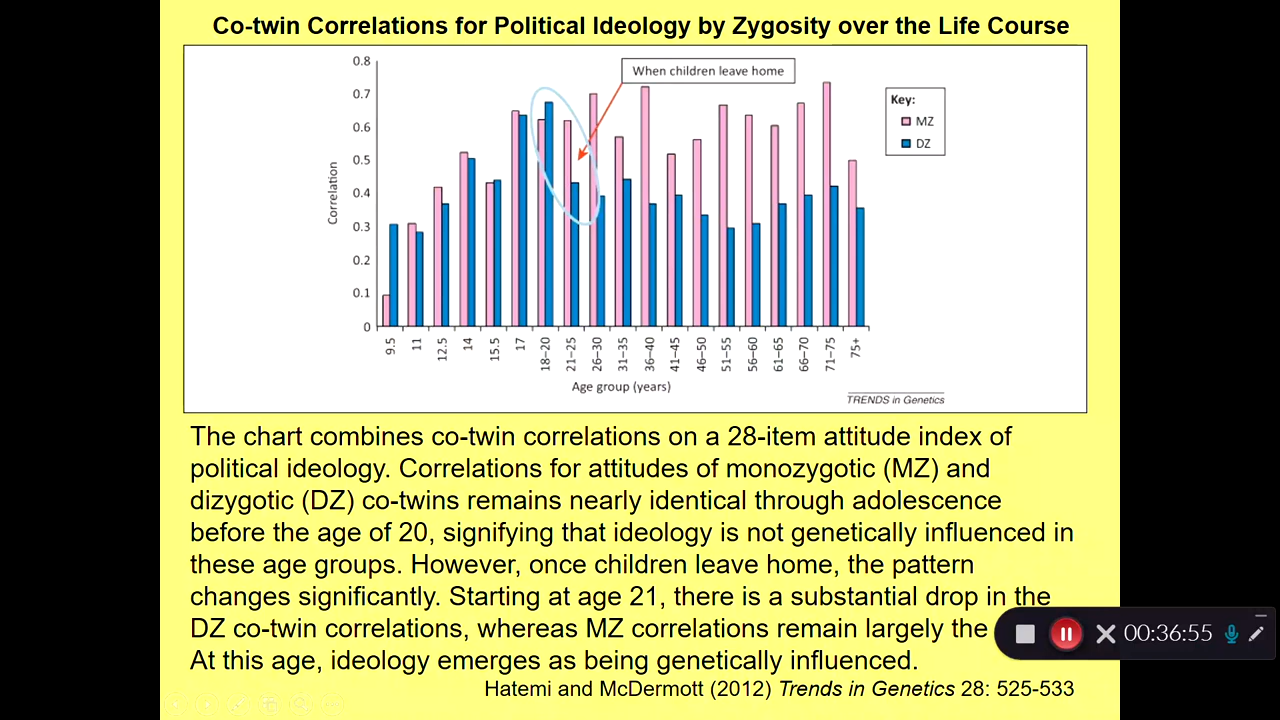 Co-twin Correlations for Political Ideology by Zygosity over the Life Course
When children leave home
Key:
MZ
DZ
0.8
0.7
0.6
0.5
0.4
0.3
0.2
0.1
0
Correlation
9.5
11
12.5
14
15.5
17
18–20
21–25
26–30
31–35
36–40
41–45
46–50
51–55
56–60
61–65
66–70
71–75
75+
Age group (years)
TRENDS in Genetics
The chart combines co-twin correlations on a 28-item attitude index of
political ideology. Correlations for attitudes of monozygotic (MZ) and
dizygotic (DZ) co-twins remains nearly identical through adolescence
before the age of 20, signifying that ideology is not genetically influenced in
these age groups. However, once children leave home, the pattern
changes significantly. Starting at age 21, there is a substantial drop in the
DZ co-twin correlations, whereas MZ correlations remain largely the
00:36:55
At this age, ideology emerges as being genetically influenced.
Hatemi and McDermott (2012) Trends in Genetics 28: 525-533